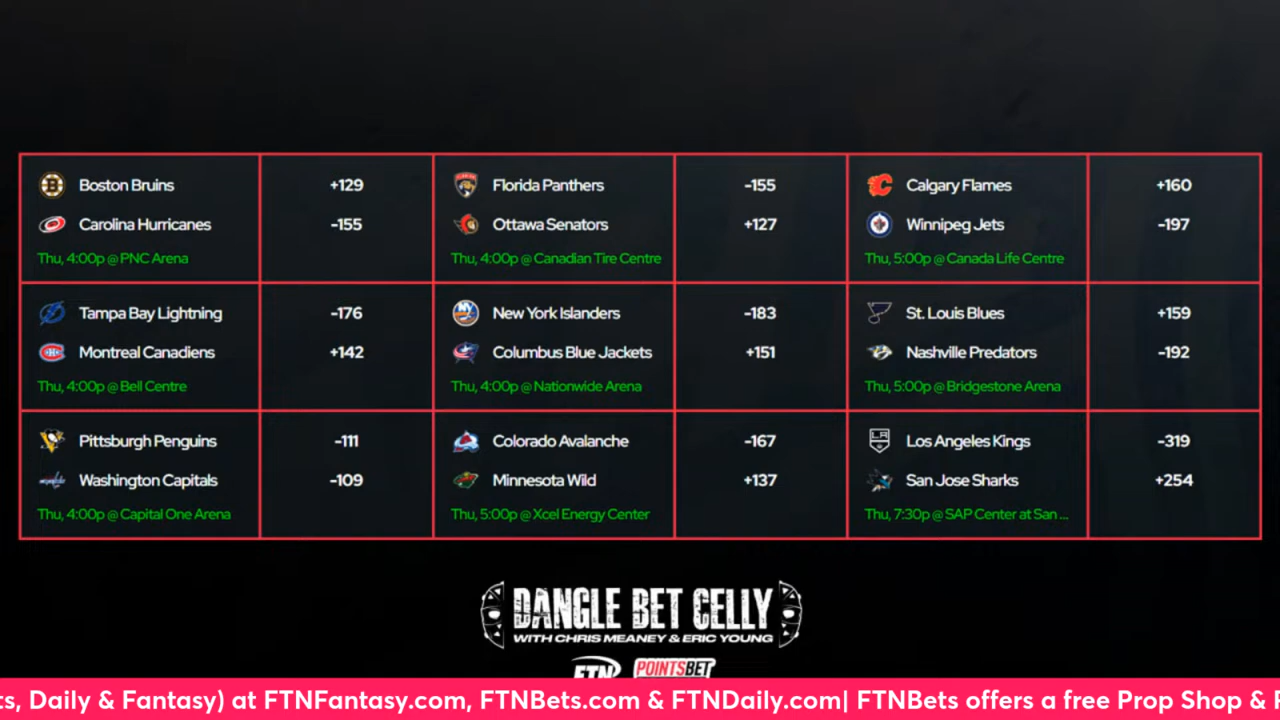 Boston Bruins +129
Carolina Hurricanes -155
Thu, 4:00p @ PNC Arena
Florida Panthers -155
Ottawa Senators +127
Thu, 4:00p @ Canadian Tire Centre
Calgary Flames +160
Winnipeg Jets -197
Thu, 5:00p @ Canada Life Centre
Tampa Bay Lightning -176
Montreal Canadiens +142
Thu, 4:00p @ Bell Centre
New York Islanders -183
Columbus Blue Jackets +151
Thu, 4:00p @ Nationwide Arena
St. Louis Blues +159
Nashville Predators -192
Thu, 5:00p @ Bridgestone Arena
Pittsburgh Penguins -111
Washington Capitals -109
Thu, 4:00p @ Capital One Arena
Colorado Avalanche -167
Minnesota Wild +137
Thu, 5:00p @ Xcel Energy Center
Los Angeles Kings -319
San Jose Sharks +254
Thu, 7:30p @ SAP Center at San ...
DANGLE BET CELLY
WITH CHRIS MEANEY & ERIC YOUNG
FTN POINTSBET
ts, Daily & Fantasy) at FTNFantasy.com, FTNBets.com & FTNDaily.com| FTNBets offers a free Prop Shop &